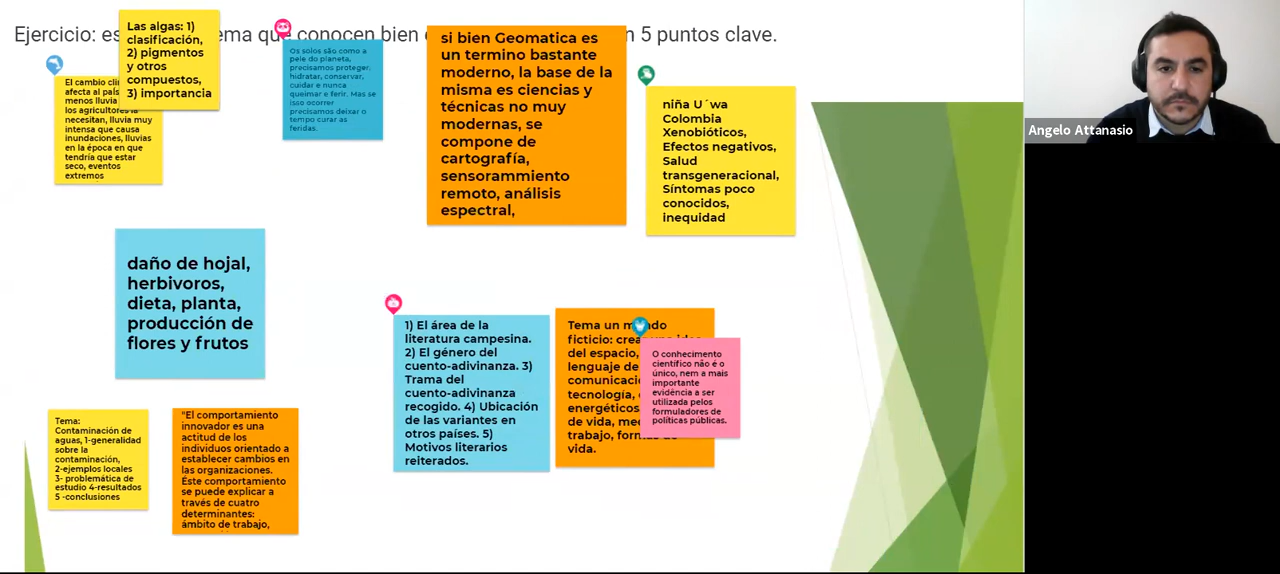 Ejercicio: es
ema que conocen bien
n 5 puntos clave.
Las algas: 1)
clasificación,
2) pigmentos
y otros
compuestos,
3) importancia
El cambio
afecta al país
menos lluvia
los agricultores
necesitan, lluvia muy
intensa que causa
inundaciones, lluvias
en la época en que
tendría que estar
seco, eventos
extremos
Os solos são como a
pele do planeta,
precisamos proteger,
hidratar, conservar,
cuidar e nunca
queimar e ferir. Mas se
isso ocorrer
precisamos deixar o
tempo curar as
feridas.
si bien Geomatica es
un termino bastante
moderno, la base de la
misma es ciencias y
técnicas no muy
modernas, se
compone de
cartografía,
sensorammiento
remoto, análisis
espectral,
niña U´wa
Colombia
Xenobióticos,
Efectos negativos,
Salud
transgeneracional,
Síntomas poco
conocidos,
inequidad
Angelo Attanasio
daño de hojal,
herbivoros,
dieta, planta,
producción de
flores y frutos
1) El área de la
literatura campesina.
2) El género del
cuento-adivinanza. 3)
Trama del
cuento-adivinanza
recogido. 4) Ubicación
de las variantes en
otros países. 5)
Motivos literarios
reiterados.
Tema un
ficticio:
del espacio,
lenguaje de
tecnología,
energéticos
de vida,
trabajo,
vida.
O conhecimento
científico não é o
único, nem a mais
importante
evidência a ser
utilizada pelos
formuladores de
políticas públicas.
Tema:
Contaminación de
aguas, 1-generalidad
sobre la
contaminación,
2-ejemplos locales
3- problemática de
estudio 4-resultados
5 -conclusiones
"El comportamiento
innovador es una
actitud de los
individuos orientado a
establecer cambios en
las organizaciones.
Éste comportamiento
se puede explicar a
través de cuatro
determinantes:
ámbito de trabajo,